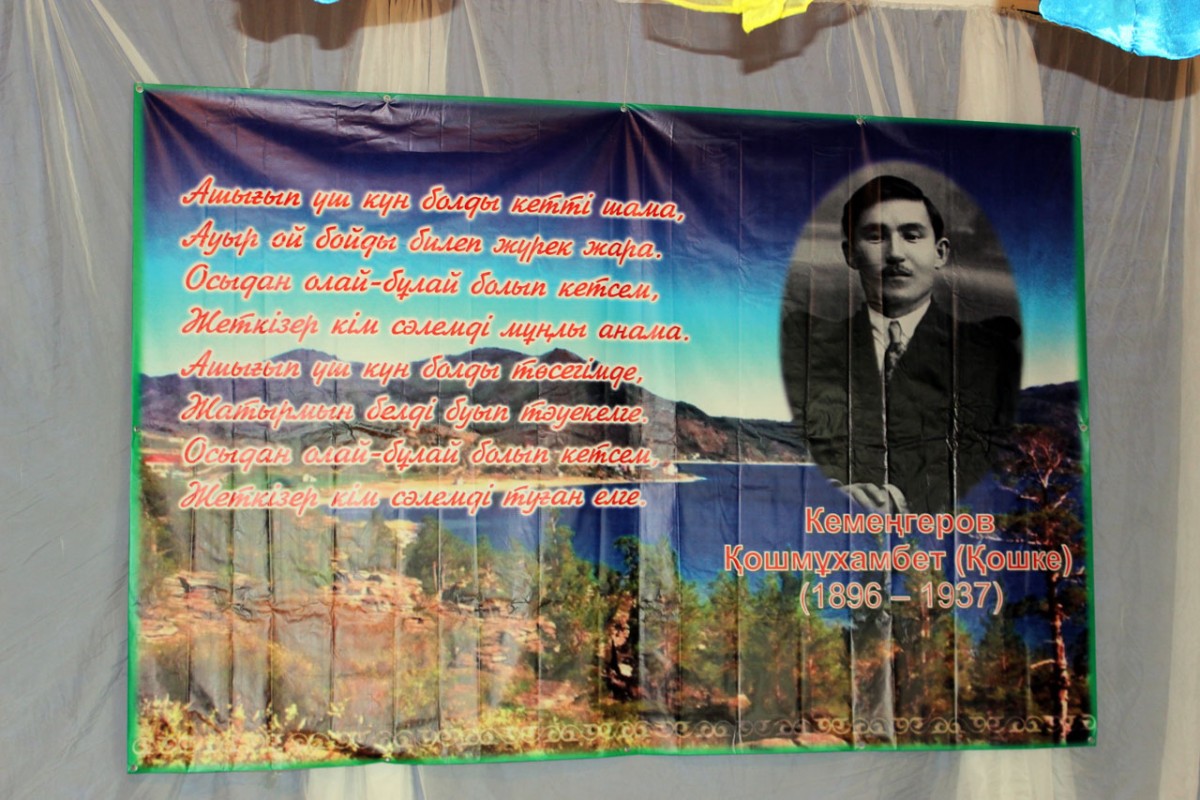 Ашығып үш күн болды кетті шама,
Ауыр ой бойды билеп жүрек жара.
Осыдан олай-бұлай болып кетсем,
Жеткізер кім сәлемді мұңлы анама.
Ашығып үш күн болды төсегімде,
Жатырмын белді буып тәуекелге.
Осыдан олай-бұлай болып кетсем,
Жеткізер кім сәлемді туған елге.
Кемеңгеров
Қошмұхамбет (Қошке)
(1896 – 1937)